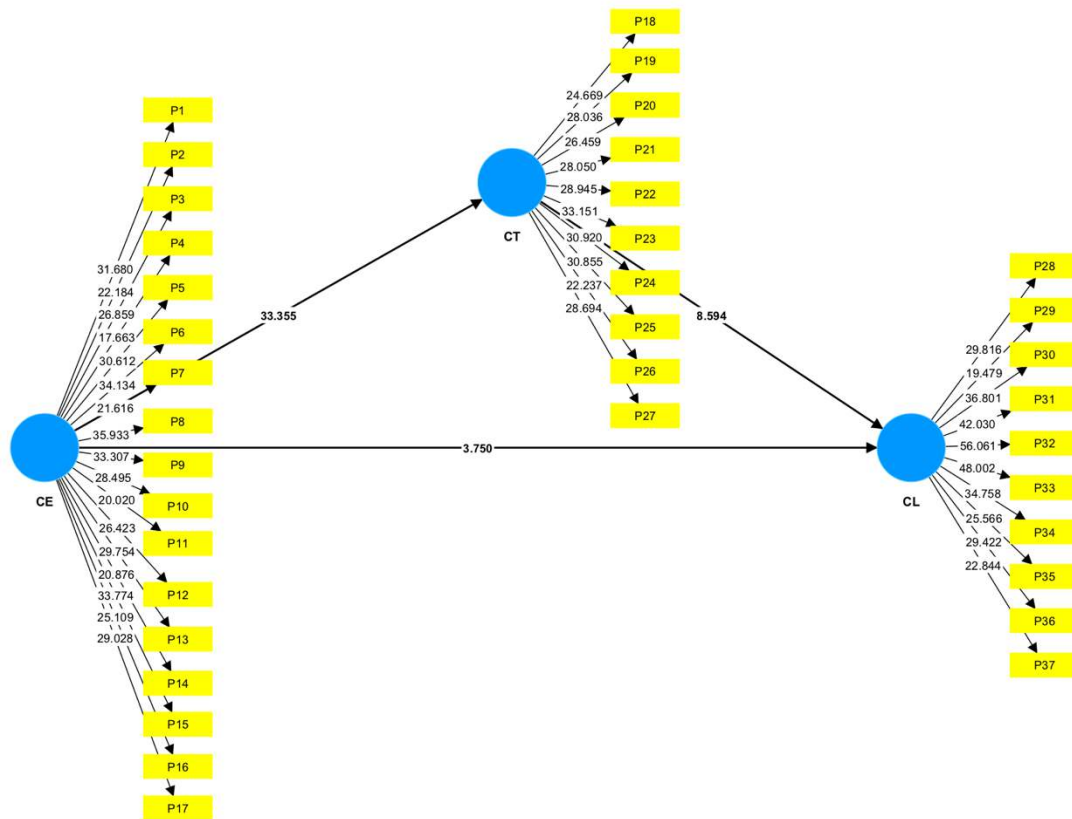 P1
P2
P3
P4
P5
P6
P7
P8
P9
P10
P11
P12
P13
P14
P15
P16
P17
31.680
22.184
26.859
17.663
30.612
34.134
21.616
35.933
33.307
28.495
20.020
26.423
29.754
20.876
33.774
25.109
29.028
CE
33.355
3.750
8.594
CT
24.669
28.036
26.459
28.050
28.945
33.151
30.920
30.855
22.237
28.694
P18
P19
P20
P21
P22
P23
P24
P25
P26
P27
CL
29.816
19.479
36.801
42.030
56.061
48.002
34.758
25.566
29.422
22.844
P28
P29
P30
P31
P32
P33
P34
P35
P36
P37